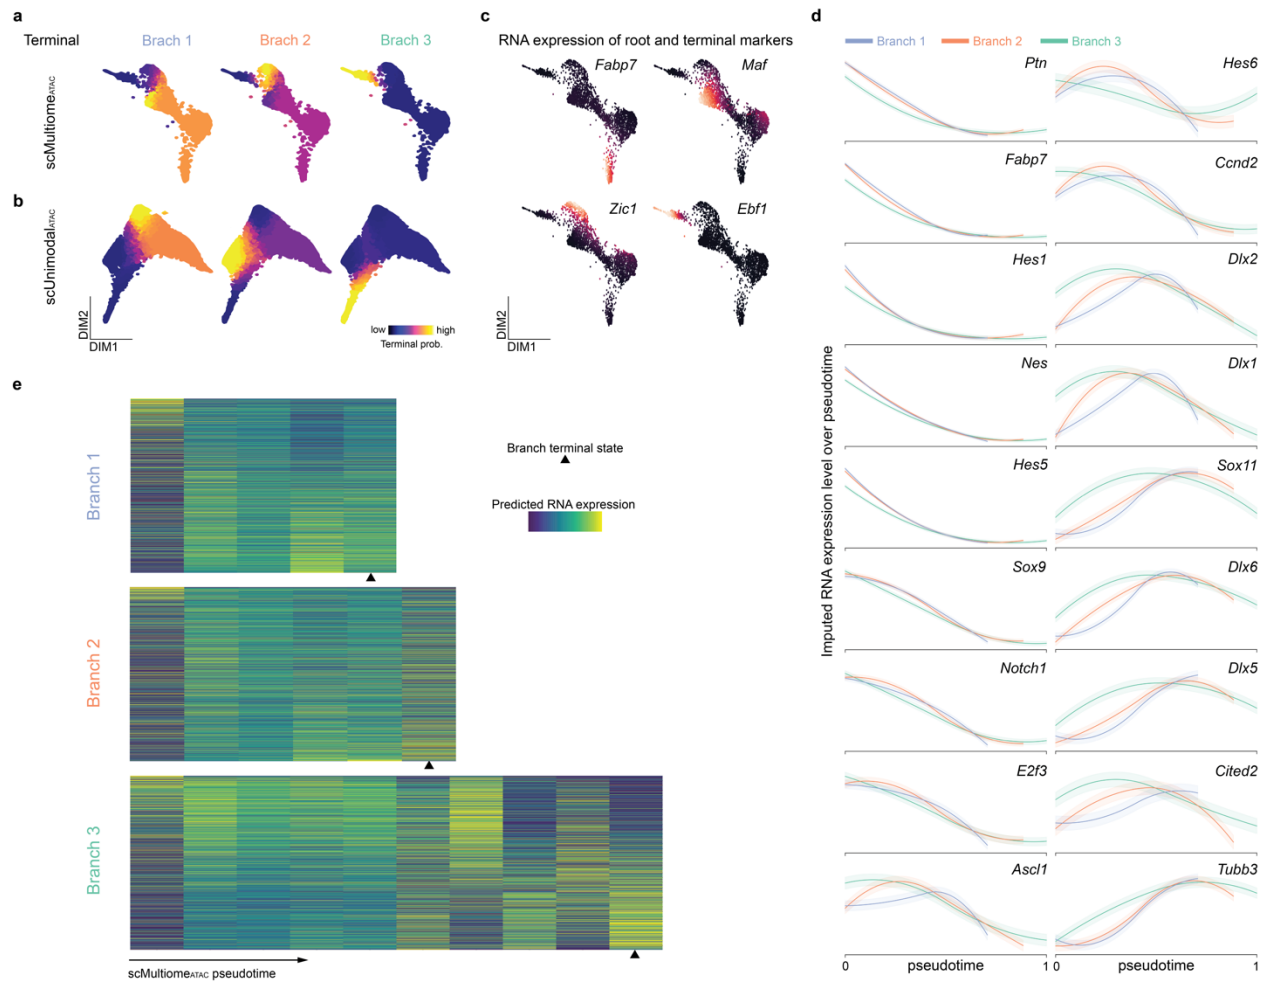 a
Terminal
Brach 1
Brach 2
Brach 3
scMultiomeATAC
b
scUnimodalATAC
DIM2
DIM1
low
high
Terminal prob.
c
RNA expression of root and terminal markers
Fabp7
Maf
Zic1
Ebf1
DIM2
DIM1
d
Branch 1
Branch 2
Branch 3
Imputed RNA expression level over pseudotime
Ptn
Hes6
Fabp7
Ccnd2
Hes1
Dlx2
Nes
Dlx1
Hes5
Sox11
Sox9
Dlx6
Notch1
Dlx5
E2f3
Cited2
Ascl1
Tubb3
0
pseudotime
1
0
pseudotime
1
e
Branch 1
Branch 2
Branch 3
Branch terminal state
Predicted RNA expression
scMultiomeATAC pseudotime